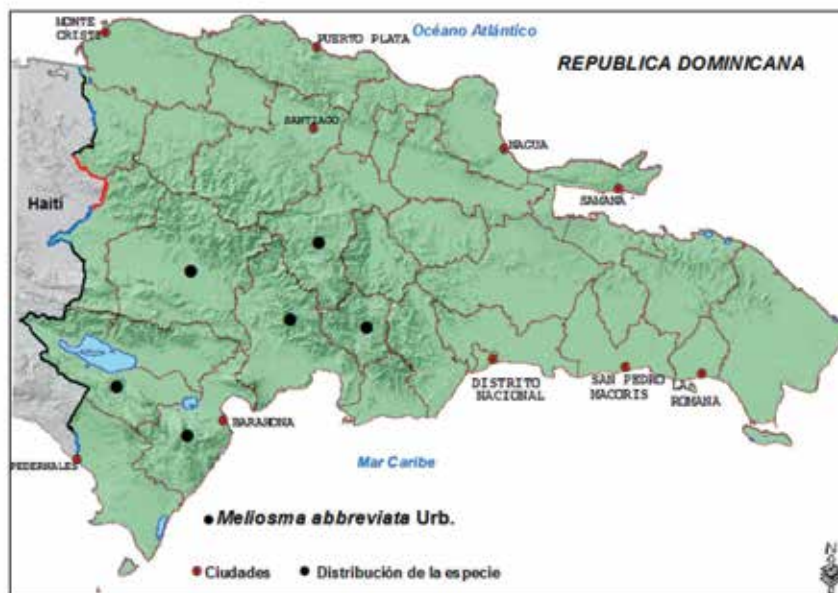 MONTE
CRISTI
PUERTO PLATA
Océano Atlántico
REPUBLICA DOMINICANA
SANTIAGO
NAGUA
Haití
SAMANA
DISTRITO
NACIONAL
SAN PEDRO
MACORIS
LA
ROMANA
BARAHONA
PEDERNALES
Mar Caribe
Meliosma abbreviata Urb.
Ciudades
Distribución de la especie
N